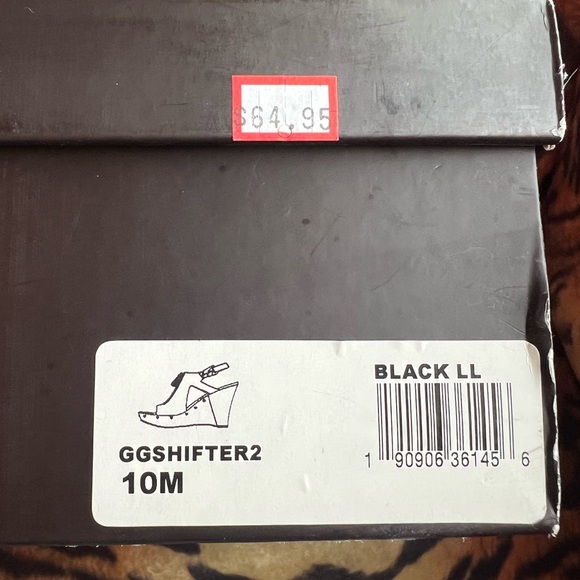 $64.95
BLACK LL
GGSHIFTER2
10M
1 90906 36145 6